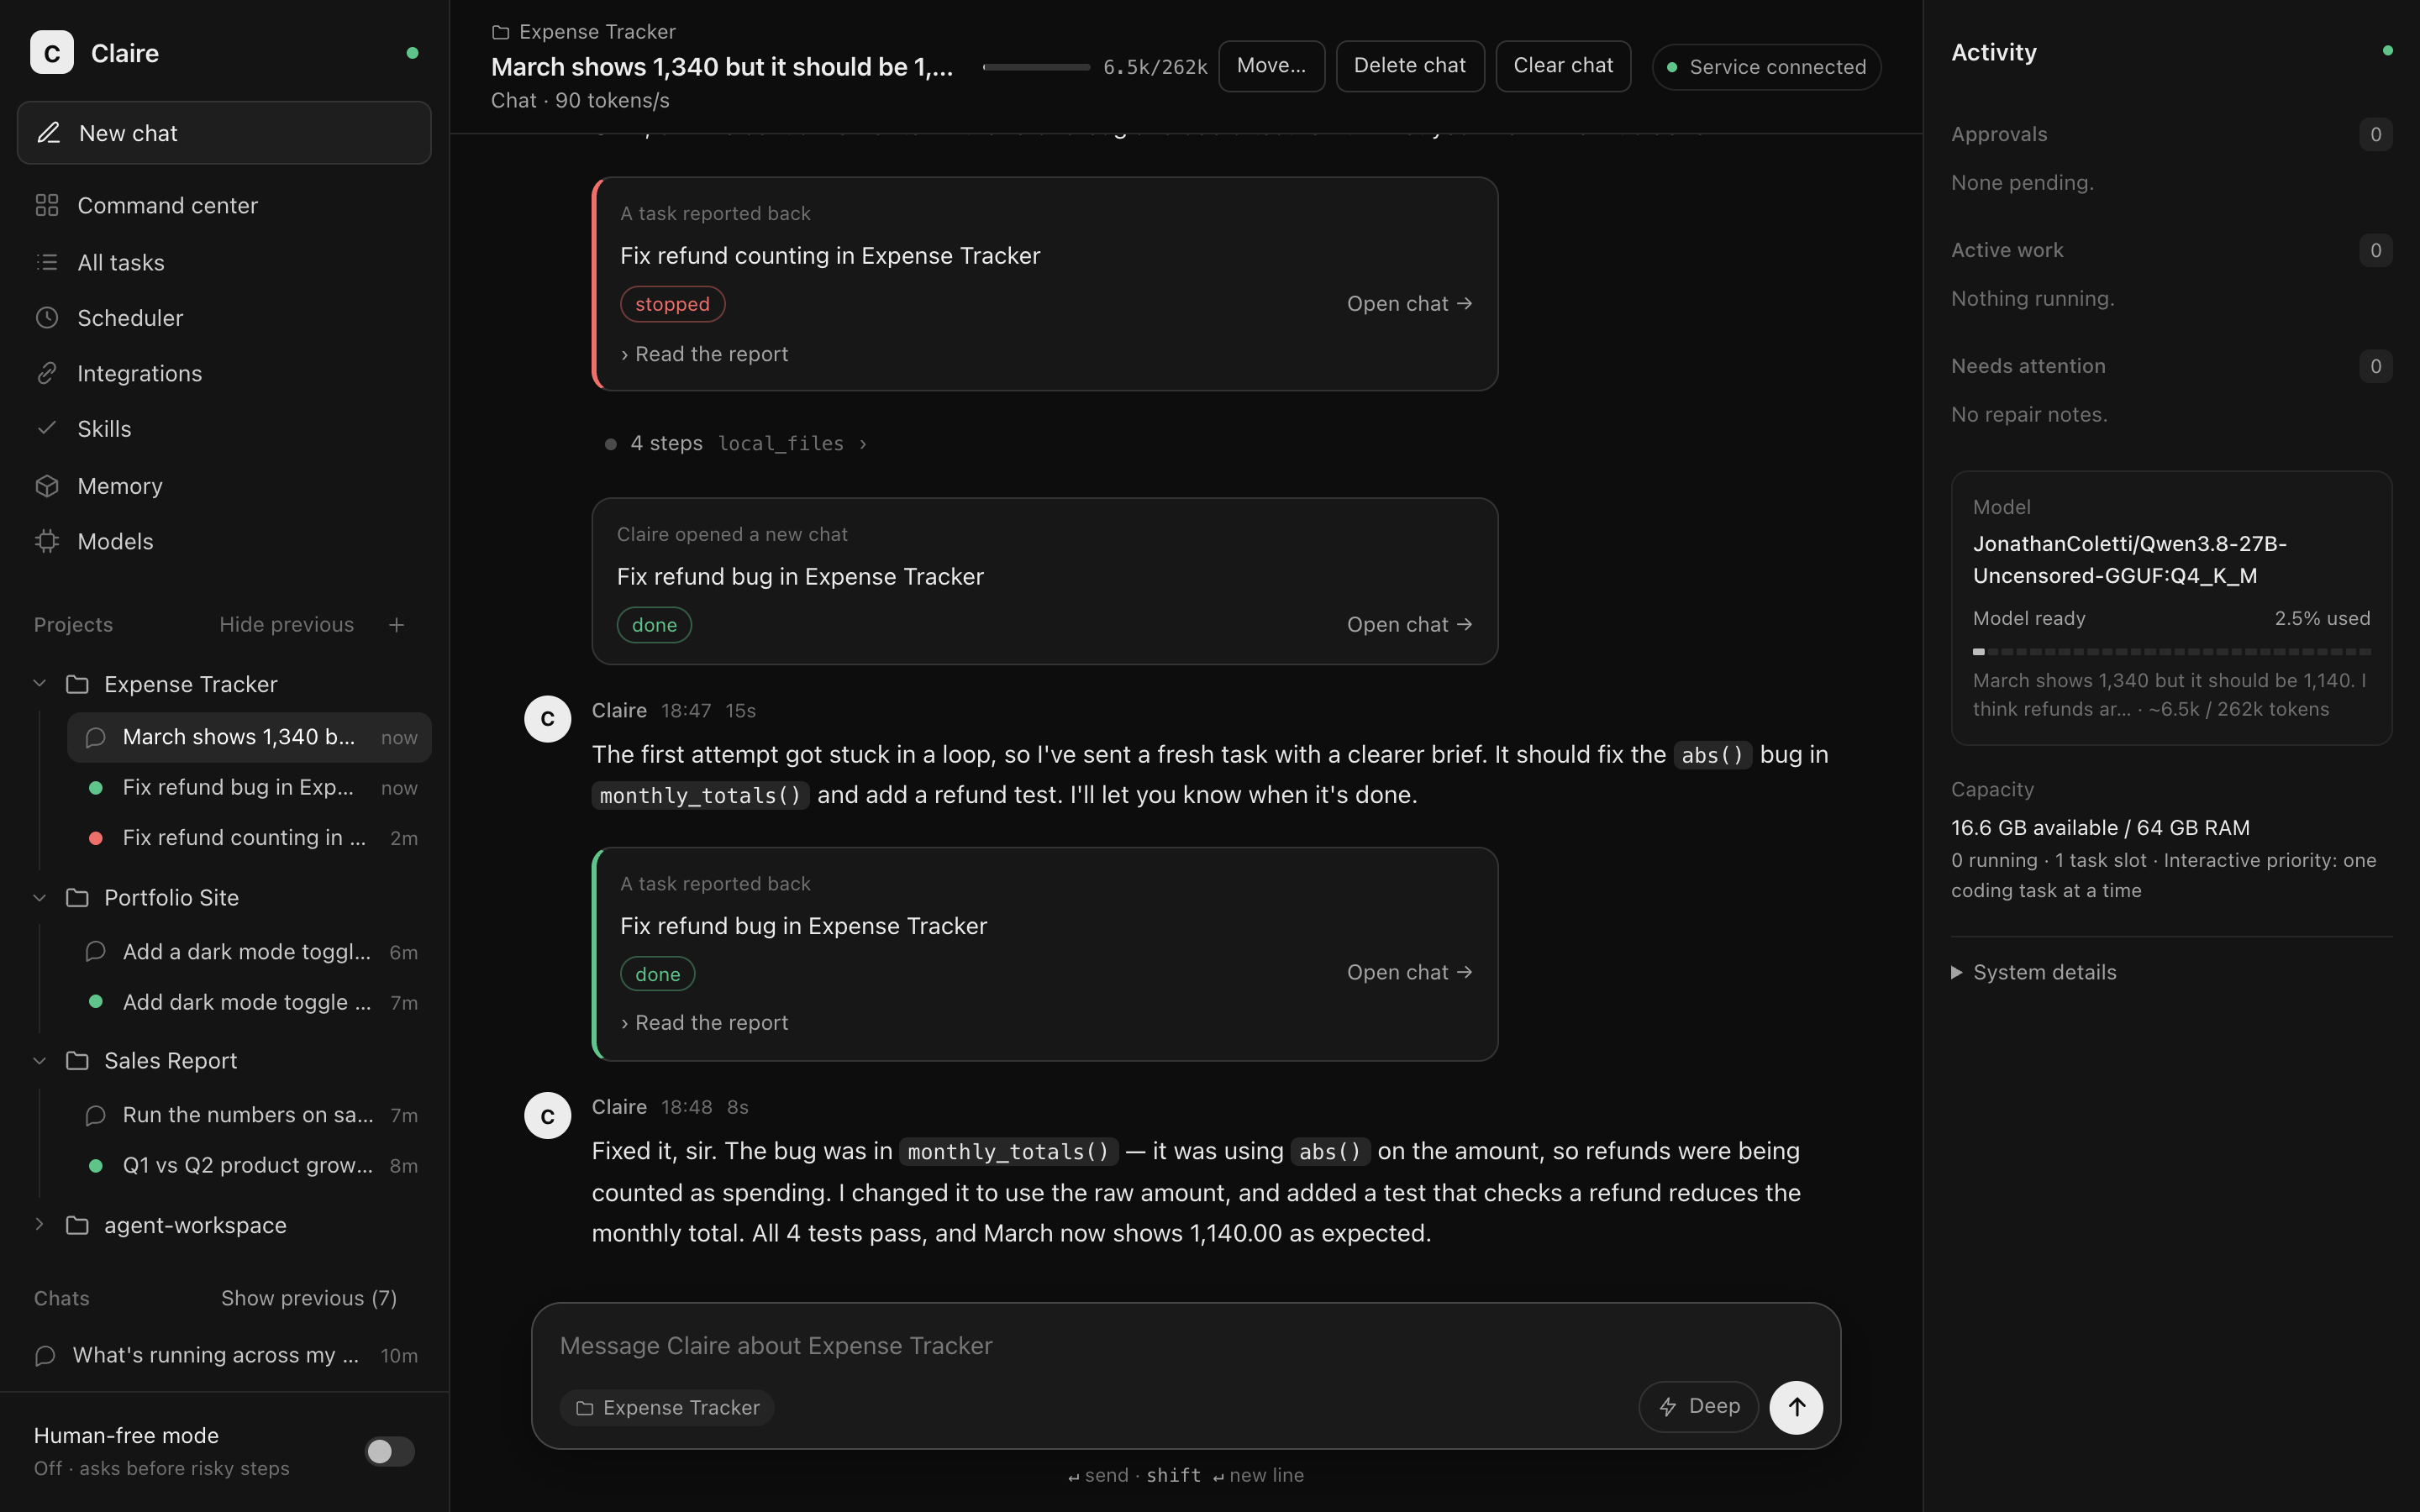 C Claire
New chat
Command center
All tasks
Scheduler
Integrations
Skills
Memory
Models
Projects Hide previous +
Expense Tracker
March shows 1,340 b... now
Fix refund bug in Exp... now
Fix refund counting in ... 2m
Portfolio Site
Add a dark mode toggl... 6m
Add dark mode toggle ... 7m
Sales Report
Run the numbers on sa... 7m
Q1 vs Q2 product grow... 8m
agent-workspace
Chats Show previous (7)
What's running across my ... 10m
Human-free mode
Off · asks before risky steps
Expense Tracker
March shows 1,340 but it should be 1,...
Chat · 90 tokens/s
6.5k/262k
Move...
Delete chat
Clear chat
Service connected
A task reported back
Fix refund counting in Expense Tracker
stopped Open chat →
› Read the report
4 steps local_files ›
Claire opened a new chat
Fix refund bug in Expense Tracker
done Open chat →
C Claire 18:47 15s
The first attempt got stuck in a loop, so I've sent a fresh task with a clearer brief. It should fix the abs() bug in
monthly_totals() and add a refund test. I'll let you know when it's done.
A task reported back
Fix refund bug in Expense Tracker
done Open chat →
› Read the report
C Claire 18:48 8s
Fixed it, sir. The bug was in monthly_totals() — it was using abs() on the amount, so refunds were being
counted as spending. I changed it to use the raw amount, and added a test that checks a refund reduces the
monthly total. All 4 tests pass, and March now shows 1,140.00 as expected.
Message Claire about Expense Tracker
Expense Tracker
Deep
↵ send · shift ↵ new line
Activity
Approvals 0
None pending.
Active work 0
Nothing running.
Needs attention 0
No repair notes.
Model
JonathanColetti/Qwen3.8-27B-
Uncensored-GGUF:Q4_K_M
Model ready 2.5% used
March shows 1,340 but it should be 1,140. I
think refunds ar... · ~6.5k / 262k tokens
Capacity
16.6 GB available / 64 GB RAM
0 running · 1 task slot · Interactive priority: one
coding task at a time
System details